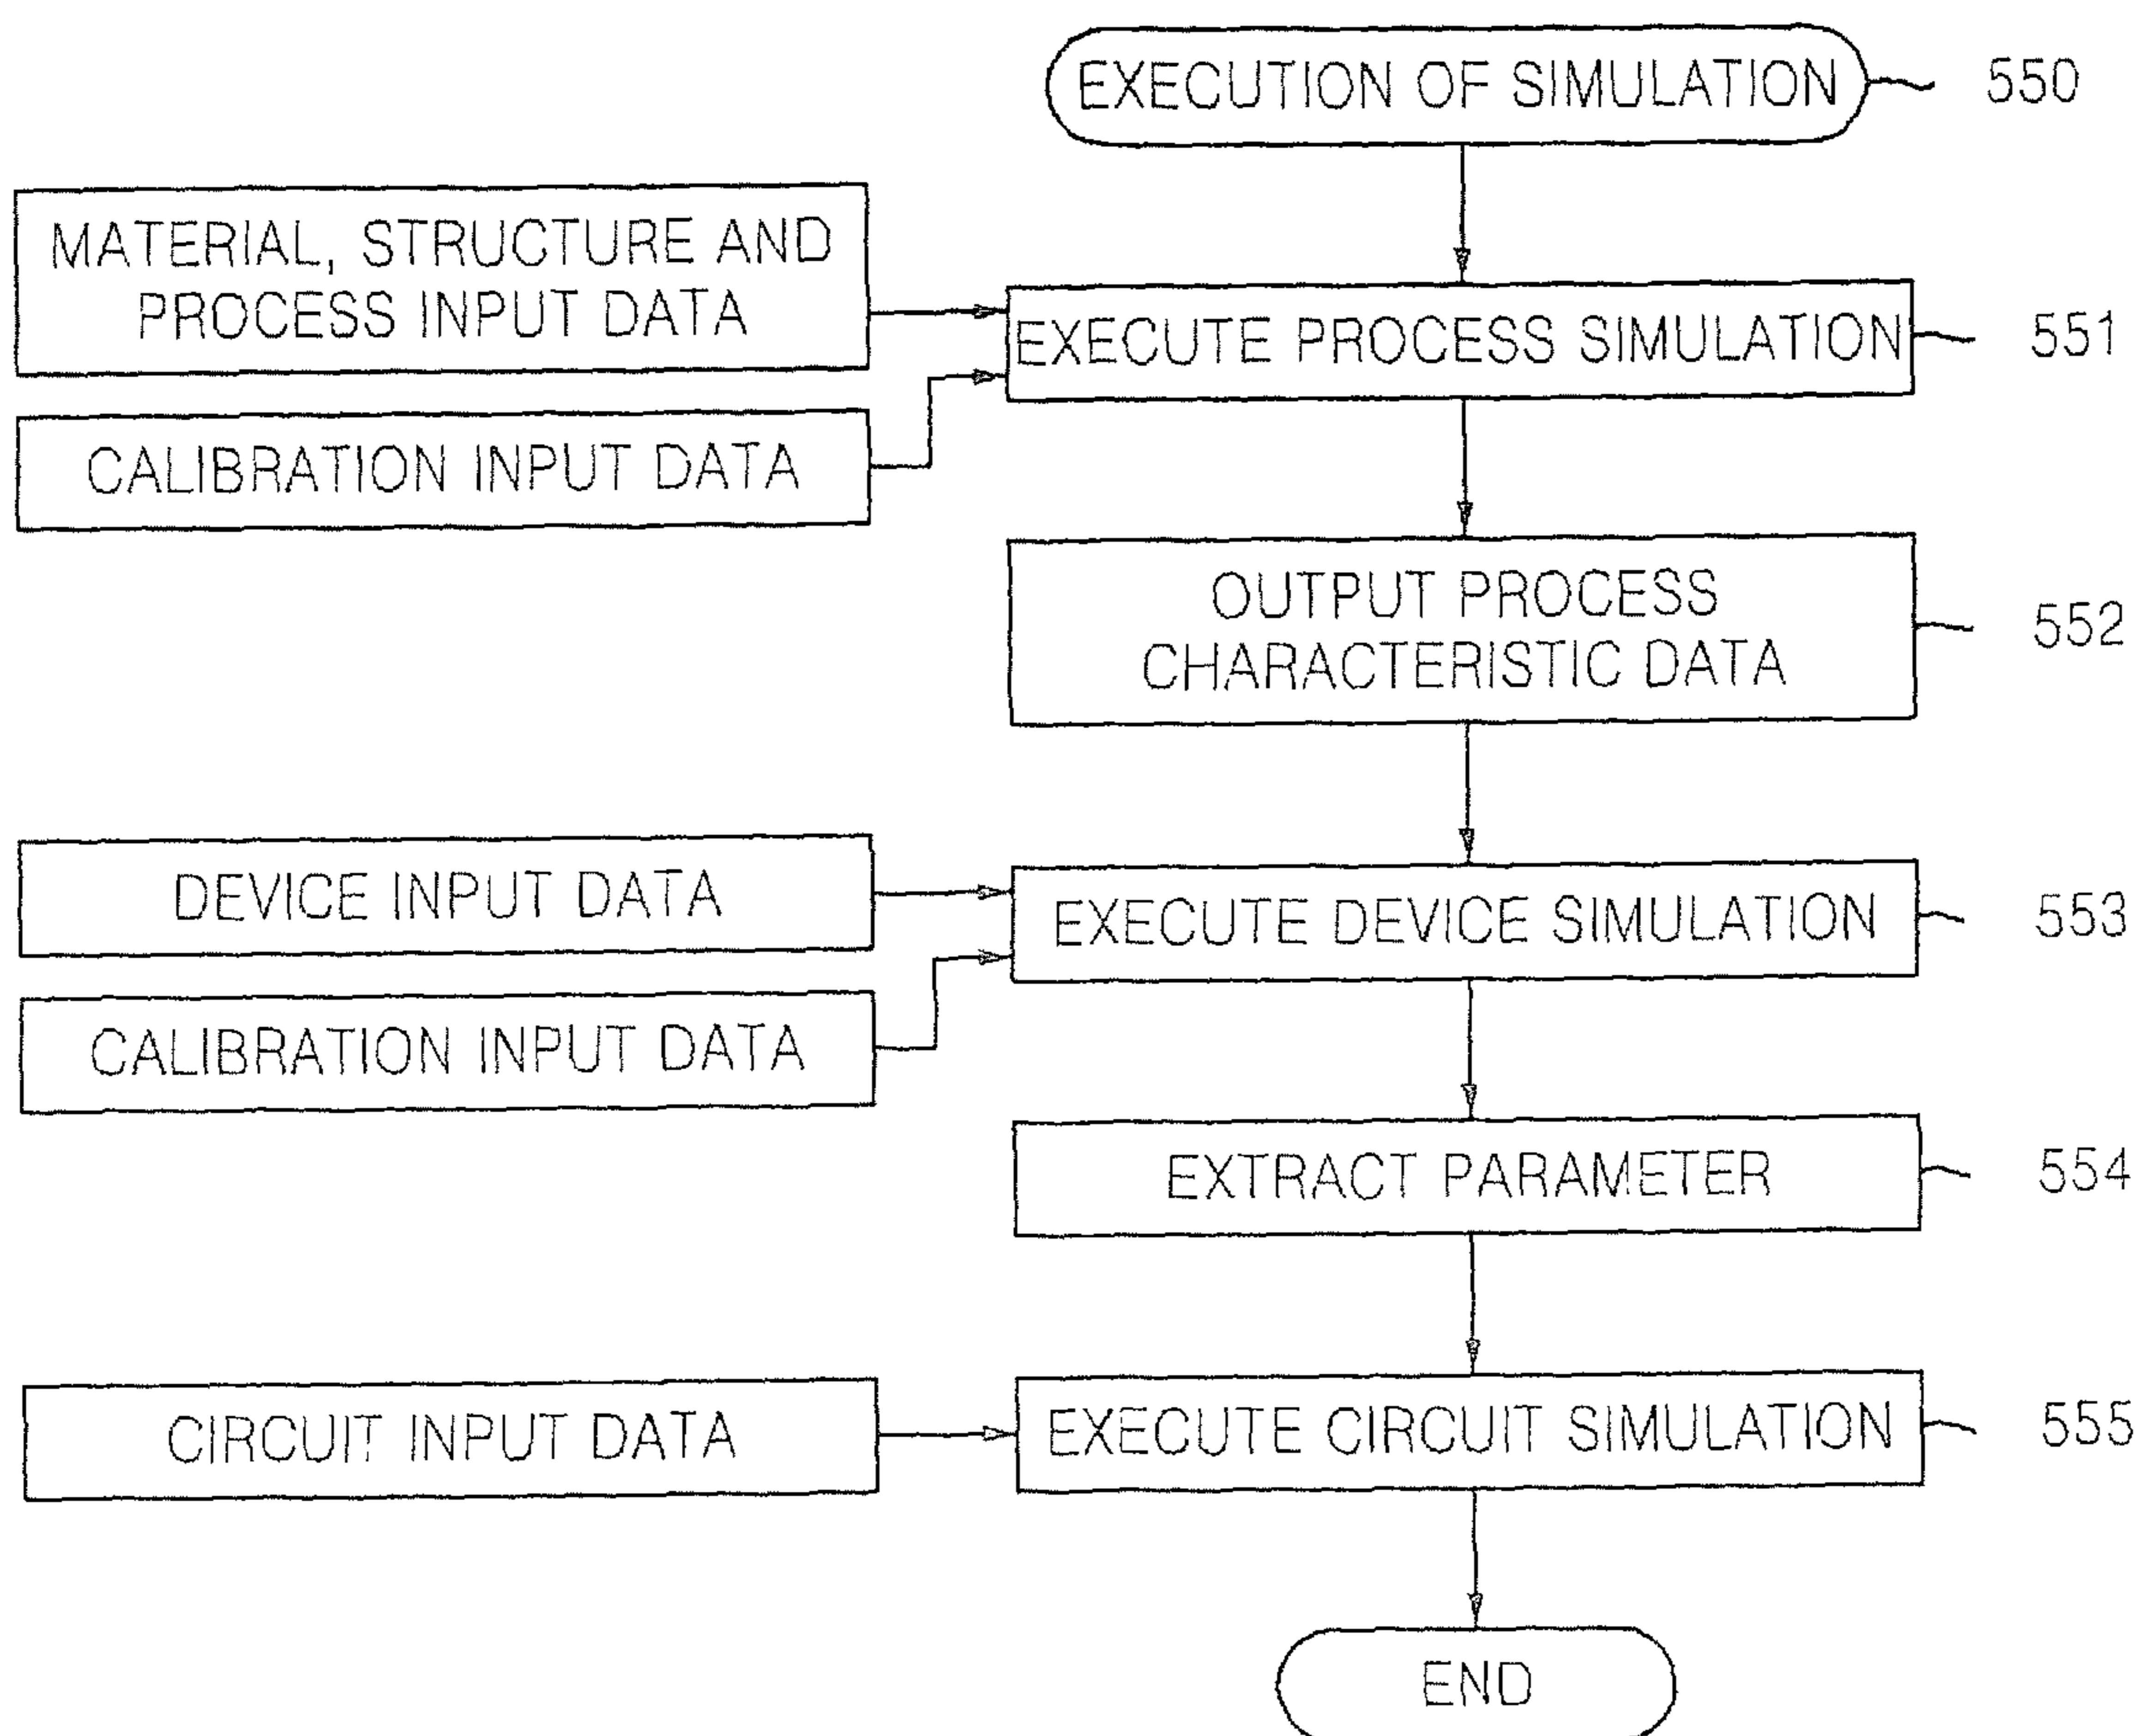 EXECUTION OF SIMULATION
550
MATERIAL, STRUCTURE AND
PROCESS INPUT DATA
EXECUTE PROCESS SIMULATION
551
CALIBRATION INPUT DATA
OUTPUT PROCESS
CHARACTERISTIC DATA
552
DEVICE INPUT DATA
EXECUTE DEVICE SIMULATION
553
CALIBRATION INPUT DATA
EXTRACT PARAMETER
554
CIRCUIT INPUT DATA
EXECUTE CIRCUIT SIMULATION
555
END